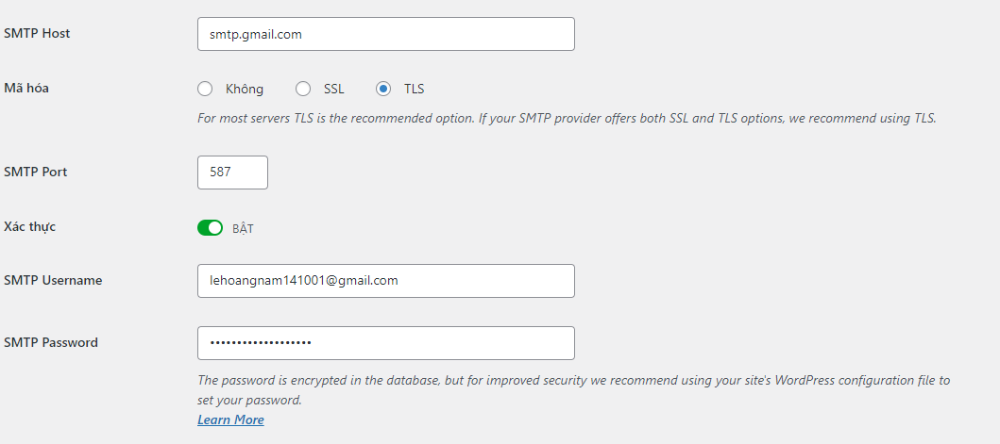 SMTP Host
smtp.gmail.com
Mã hóa
Không
SSL
TLS
For most servers TLS is the recommended option. If your SMTP provider offers both SSL and TLS options, we recommend using TLS.
SMTP Port
587
Xác thực
BẬT
SMTP Username
lehoangnam141001@gmail.com
SMTP Password
•••••••••••••••••••
The password is encrypted in the database, but for improved security we recommend using your site's WordPress configuration file to
set your password.
Learn More